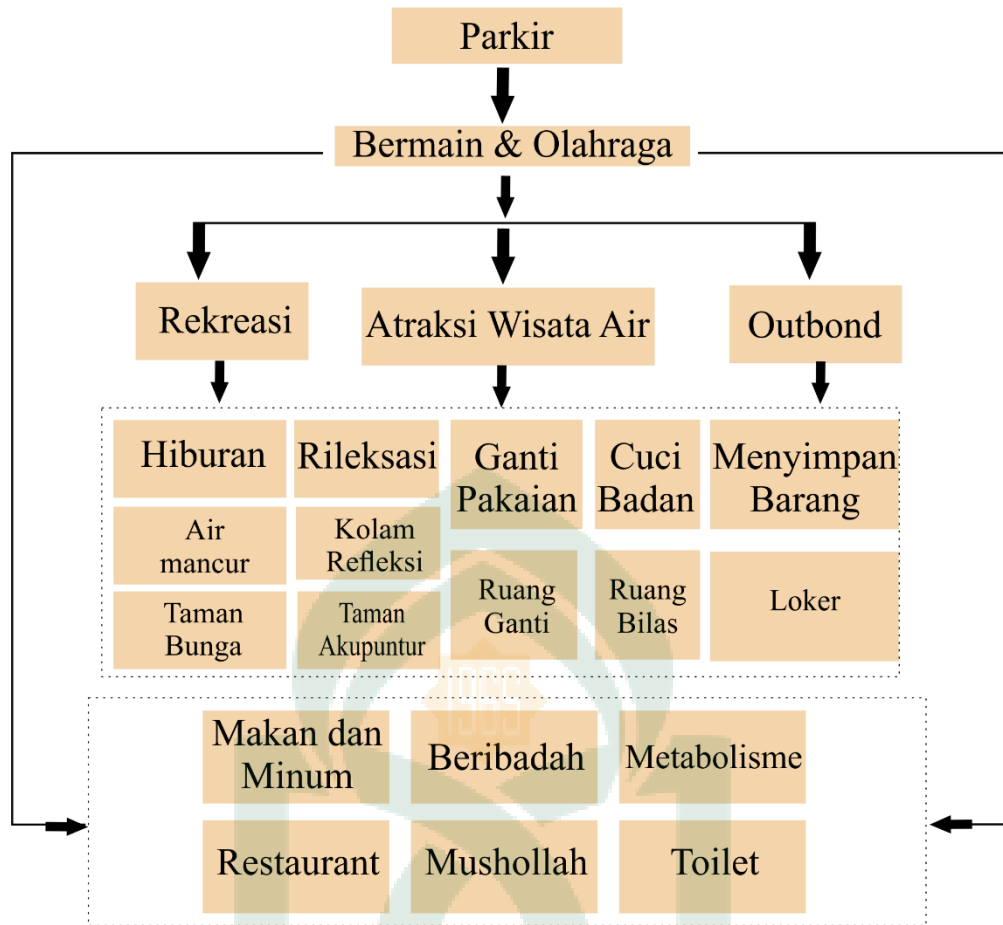 Parkir
Bermain & Olahraga
Rekreasi
Atraksi Wisata Air
Outbond
Hiburan
Rileksasi
Ganti
Pakaian
Cuci
Badan
Menyimpan
Barang
Air
mancur
Kolam
Refleksi
Ruang
Ganti
Ruang
Bilas
Loker
Taman
Bunga
Taman
Akupuntur
1969
Makan dan
Minum
Beribadah
Metabolisme
Restaurant
Mushollah
Toilet